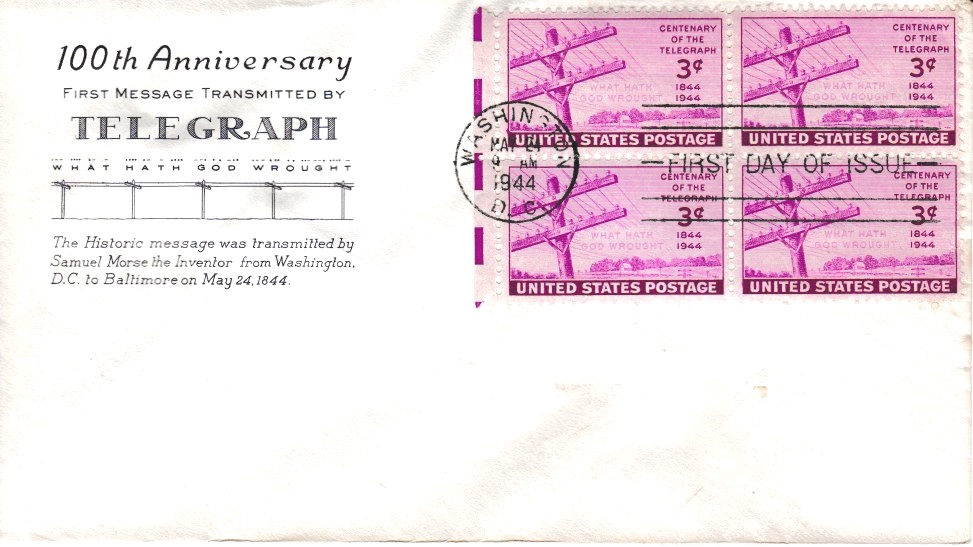 100th Anniversary
FIRST MESSAGE TRANSMITTED BY
TELEGRAPH
WHAT HATH GOD WROUGHT
The Historic message was transmitted by
Samuel Morse the Inventor from Washington,
D.C. to Baltimore on May 24, 1844.
CENTENARY
OF THE
TELEGRAPH
3¢
WHAT HATH
GOD WROUGHT
1844
1944
UNITED STATES POSTAGE
CENTENARY
OF THE
TELEGRAPH
3¢
WHAT HATH
GOD WROUGHT
1844
1944
UNITED STATES POSTAGE
WASHINGTON
MAY 24
9 AM
1944
D. C.
FIRST DAY OF ISSUE
CENTENARY
OF THE
TELEGRAPH
3¢
WHAT HATH
GOD WROUGHT
1844
1944
UNITED STATES POSTAGE
CENTENARY
OF THE
TELEGRAPH
3¢
WHAT HATH
GOD WROUGHT
1844
1944
UNITED STATES POSTAGE